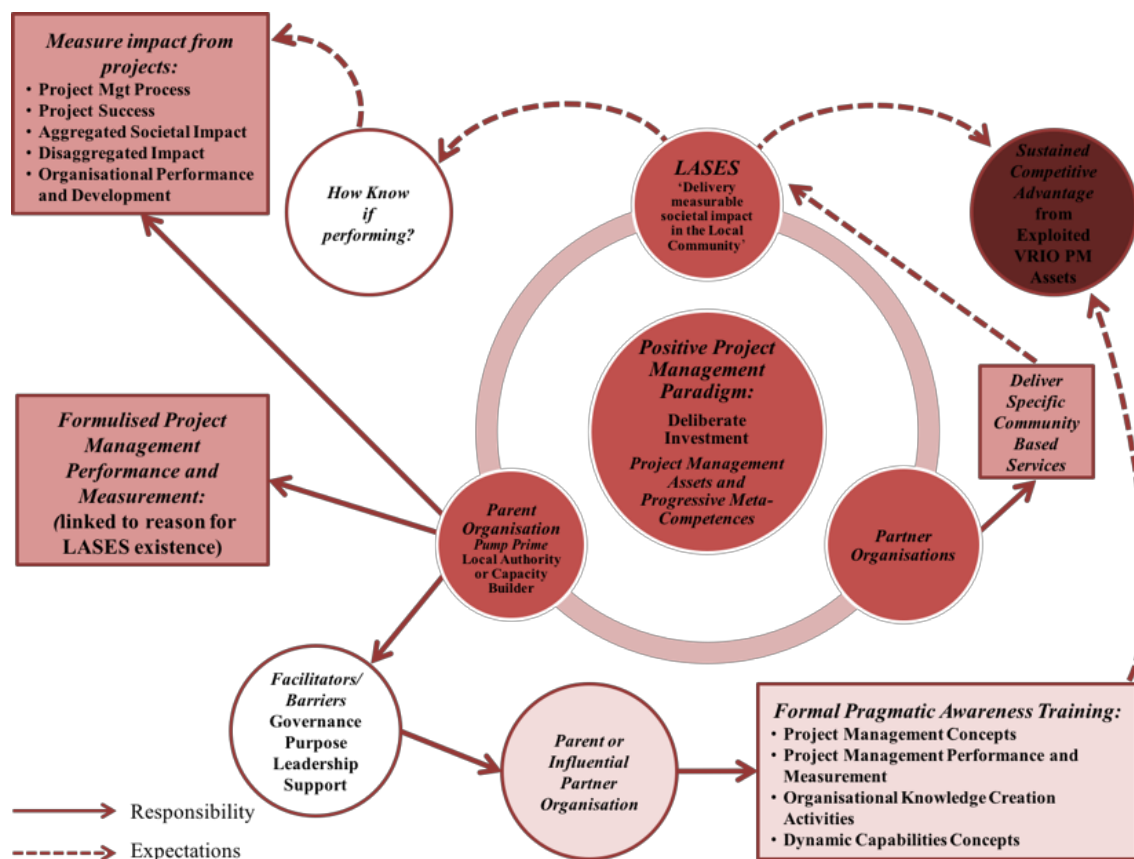 Measure impact from
projects:
• Project Mgt Process
• Project Success
• Aggregated Societal Impact
• Disaggregated Impact
• Organisational Performance
and Development
How Know
if
performing?
LASES
‘Delivery
measurable
societal impact
in the Local
Community’
Sustained
Competitive
Advantage
from
Exploited
VRIO PM
Assets
Positive Project
Management
Paradigm:
Deliberate
Investment
Project Management
Assets and
Progressive Meta-
Competences
Deliver
Specific
Community
Based
Services
Formulised Project
Management
Performance and
Measurement:
(linked to reason for
LASES existence)
Parent
Organisation
Pump Prime
Local Authority
or Capacity
Builder
Partner
Organisations
Facilitators/
Barriers
Governance
Purpose
Leadership
Support
Parent or
Influential
Partner
Organisation
Formal Pragmatic Awareness Training:
• Project Management Concepts
• Project Management Performance and
Measurement
• Organisational Knowledge Creation
Activities
• Dynamic Capabilities Concepts
Responsibility
Expectations